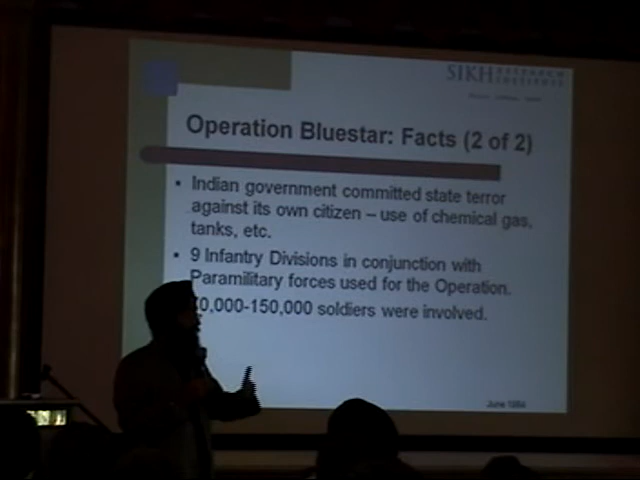 SIKH RESEARCH
INSTITUTE
Operation Bluestar: Facts (2 of 2)
• Indian government committed state terror
against its own citizen – use of chemical gas,
tanks, etc.
• 9 Infantry Divisions in conjunction with
Paramilitary forces used for the Operation.
0,000-150,000 soldiers were involved.
June 1984